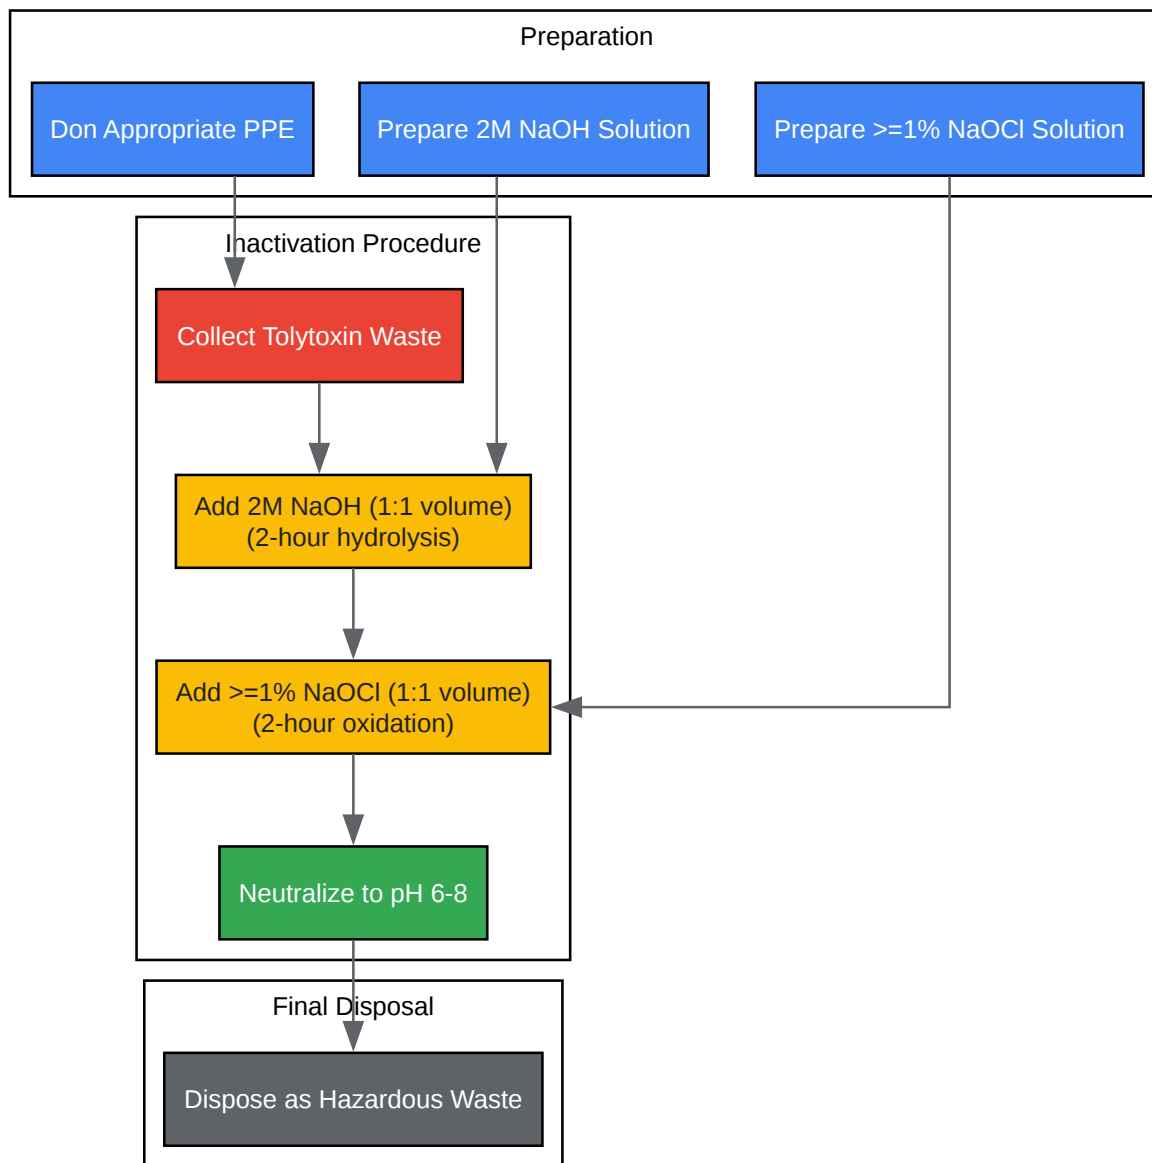 Preparation
Don Appropriate PPE
Prepare 2M NaOH Solution
Prepare >=1% NaOCl Solution
Inactivation Procedure
Collect Tolytoxin Waste
Add 2M NaOH (1:1 volume)
(2-hour hydrolysis)
Add >=1% NaOCl (1:1 volume)
(2-hour oxidation)
Neutralize to pH 6-8
Final Disposal
Dispose as Hazardous Waste